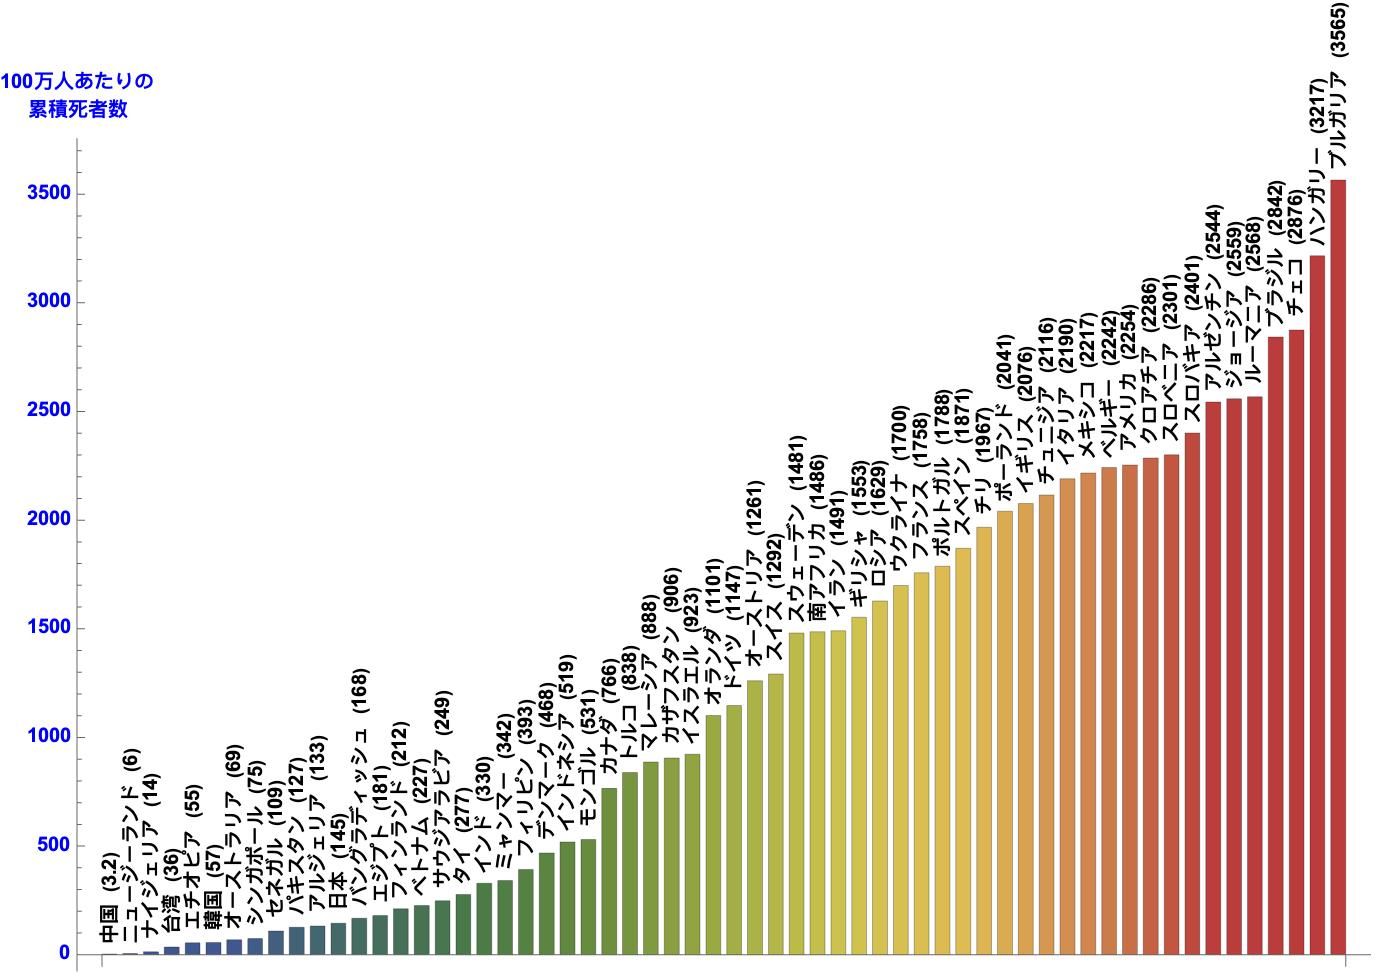 100万人あたりの
累積死者数
3500
3000
2500
2000
1500
1000
500
0
中国 (3.2)
ニュージーランド (6)
ナイジェリア (14)
台湾 (36)
エチオピア (55)
韓国 (57)
オーストラリア (69)
シンガポール (75)
セネガル (109)
パキスタン (127)
アルジェリア (133)
日本 (145)
バングラディッシュ (168)
エジプト (181)
フィンランド (212)
ベトナム (227)
サウジアラビア (249)
タイ (277)
インド (330)
ミャンマー (342)
フィリピン (393)
デンマーク (468)
インドネシア (519)
モンゴル (531)
カナダ (766)
トルコ (838)
マレーシア (888)
カザフスタン (906)
イスラエル (923)
オランダ (1101)
ドイツ (1147)
オーストリア (1261)
スイス (1292)
スウェーデン (1481)
南アフリカ (1486)
イラン (1491)
ギリシャ (1553)
ロシア (1629)
ウクライナ (1700)
フランス (1758)
ポルトガル (1788)
スペイン (1871)
チリ (1967)
ポーランド (2041)
イギリス (2076)
チュニジア (2116)
イタリア (2190)
メキシコ (2217)
ベルギー (2242)
アメリカ (2254)
クロアチア (2286)
スロベニア (2301)
スロバキア (2401)
アルゼンチン (2544)
ジョージア (2559)
ルーマニア (2568)
ブラジル (2842)
チェコ (2876)
ハンガリー (3217)
ブルガリア (3565)